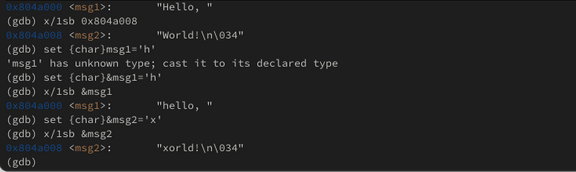 0x804a000 <msg1>: "Hello, "
(gdb) x/1sb 0x804a008
0x804a008 <msg2>: "World!\n\034"
(gdb) set {char}msg1='h'
'msg1' has unknown type; cast it to its declared type
(gdb) set {char}&msg1='h'
(gdb) x/1sb &msg1
0x804a000 <msg1>: "hello, "
(gdb) set {char}&msg2='x'
(gdb) x/1sb &msg2
0x804a008 <msg2>: "xorld!\n\034"
(gdb)